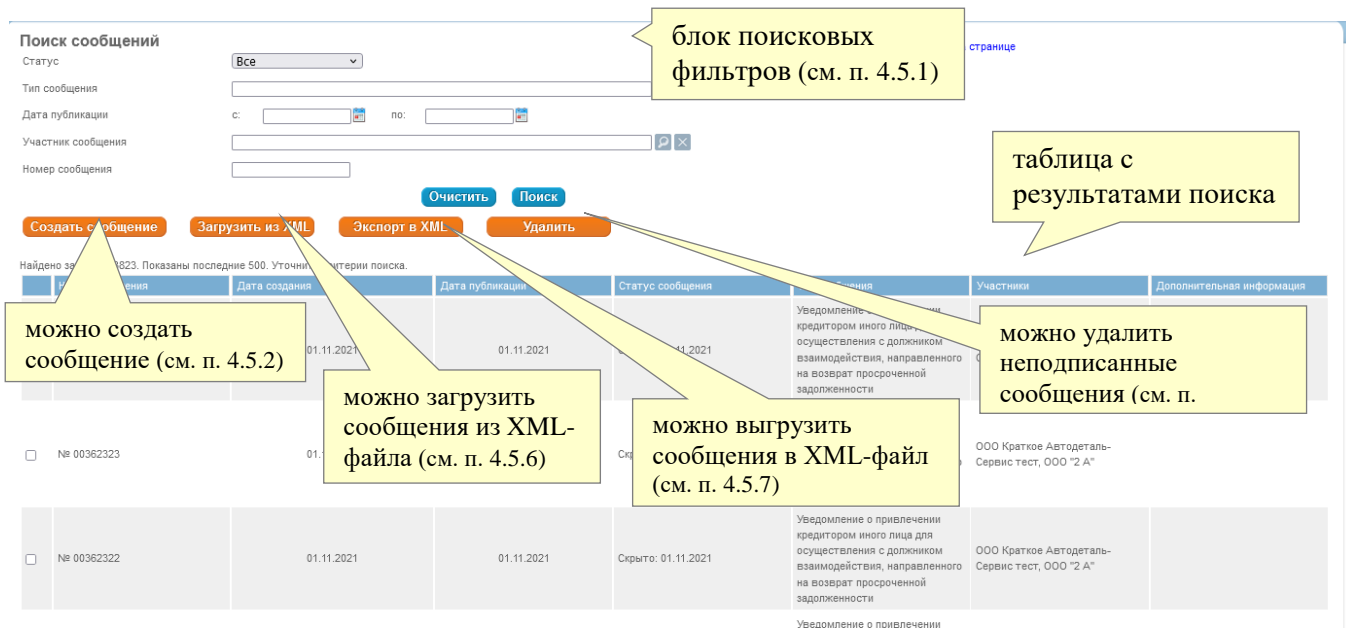 Поиск сообщений
блок поисковых
фильтров (см. п. 4.5.1)
странице
Статус
Все
Тип сообщения
Дата публикации
с:
по:
Участник сообщения
Номер сообщения
таблица с
результатами поиска
Очистить
Поиск
Создать сообщение
Загрузить из XML
Экспорт в XML
Удалить
Найдено 823. Показаны последние 500. критерии поиска.
Дата создания
Дата публикации
Статус сообщения
Участники
Дополнительная информация
можно создать
сообщение (см. п. 4.5.2)
можно загрузить
сообщения из XML-
файла (см. п. 4.5.6)
можно выгрузить
сообщения в XML-файл
(см. п. 4.5.7)
можно удалить
неподписанные
сообщения (см. п.
01.11.2021
01.11.2021
Уведомление
кредитором иного лица
осуществления с должником
взаимодействия, направленного
на возврат просроченной
задолженности
№ 00362323
ООО Краткое Автодеталь-
Сервис тест, ООО "2 А"
№ 00362322
01.11.2021
01.11.2021
Скрыто: 01.11.2021
Уведомление о привлечении
кредитором иного лица для
осуществления с должником
взаимодействия, направленного
на возврат просроченной
задолженности
ООО Краткое Автодеталь-
Сервис тест, ООО "2 А"
Уведомление о привлечении